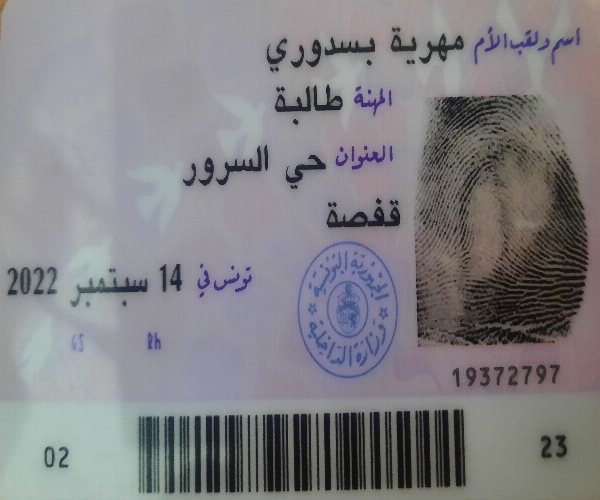 اسم ولقب الأم مهرية بسدوري
المهنة طالبة
العنوان حي السرور
قفصة
تونس في 14 سبتمبر 2022
GS Rh
الجمهورية التونسية
وزارة الداخلية
19372797
02
23